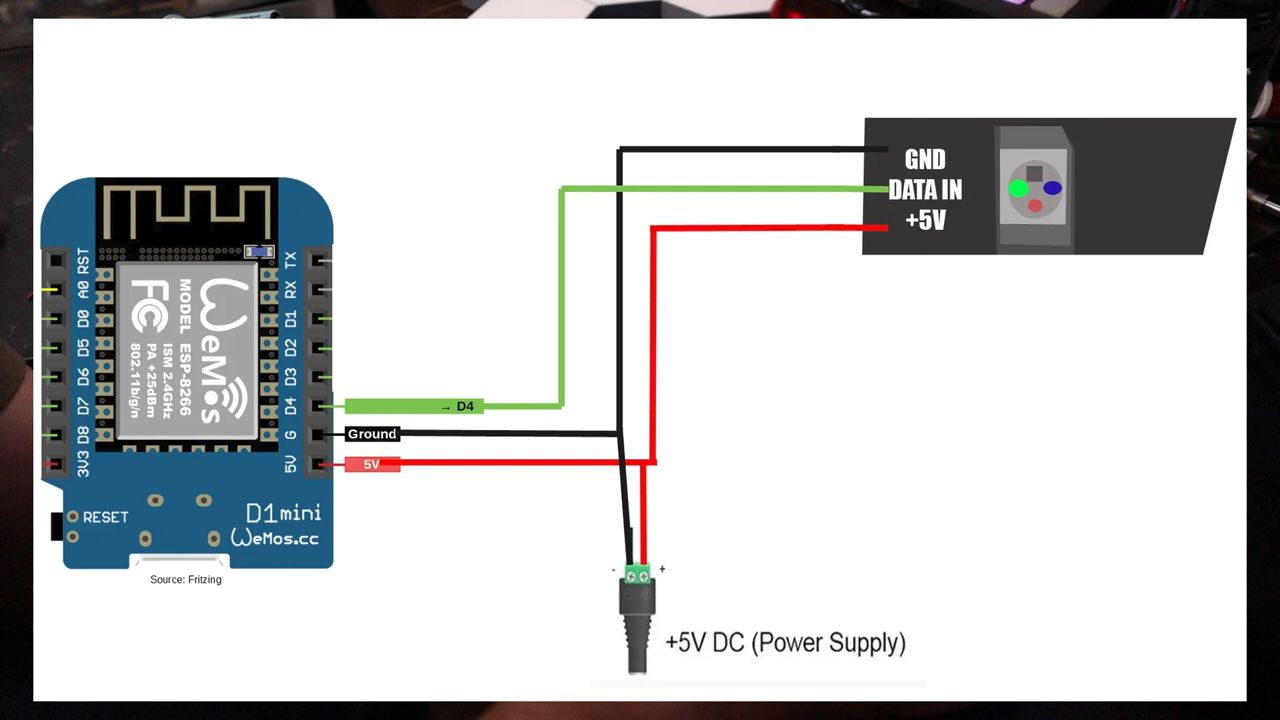 GND
DATA IN
+5V
RST
A0
D0
D5
D6
D7
D8
3V3
TX
RX
D1
D2
D3
D4
G
5V
WeMos
MODEL ESP-8266
ISM 2.4GHz
PA +25dBm
802.11b/g/n
FC
→ D4
Ground
5V
RESET
D1mini
WeMos.cc
Source: Fritzing
- +
+5V DC (Power Supply)